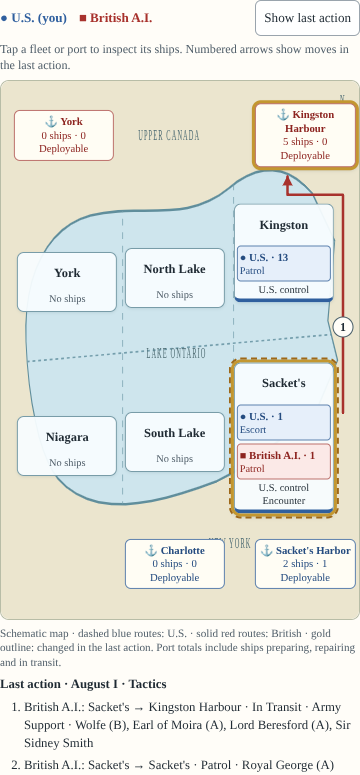 ● U.S. (you) ■ British A.I.
Show last action
Tap a fleet or port to inspect its ships. Numbered arrows show moves in
the last action.
N
⚓ York
0 ships · 0
Deployable
UPPER CANADA
⚓ Kingston
Harbour
5 ships · 0
Deployable
Kingston
● U.S. · 13
Patrol
U.S. control
York
No ships
North Lake
No ships
1
LAKE ONTARIO
Sacket's
● U.S. · 1
Escort
■ British A.I. · 1
Patrol
U.S. control
Encounter
Niagara
No ships
South Lake
No ships
YORK
⚓ Charlotte
0 ships · 0
Deployable
⚓ Sacket's Harbor
2 ships · 1
Deployable
Schematic map · dashed blue routes: U.S. · solid red routes: British · gold
outline: changed in the last action. Port totals include ships preparing, repairing
and in transit.
Last action · August I · Tactics
1. British A.I.: Sacket's → Kingston Harbour · In Transit · Army
Support · Wolfe (B), Earl of Moira (A), Lord Beresford (A), Sir
Sidney Smith
2. British A.I.: Sacket's → Sacket's · Patrol · Royal George (A)